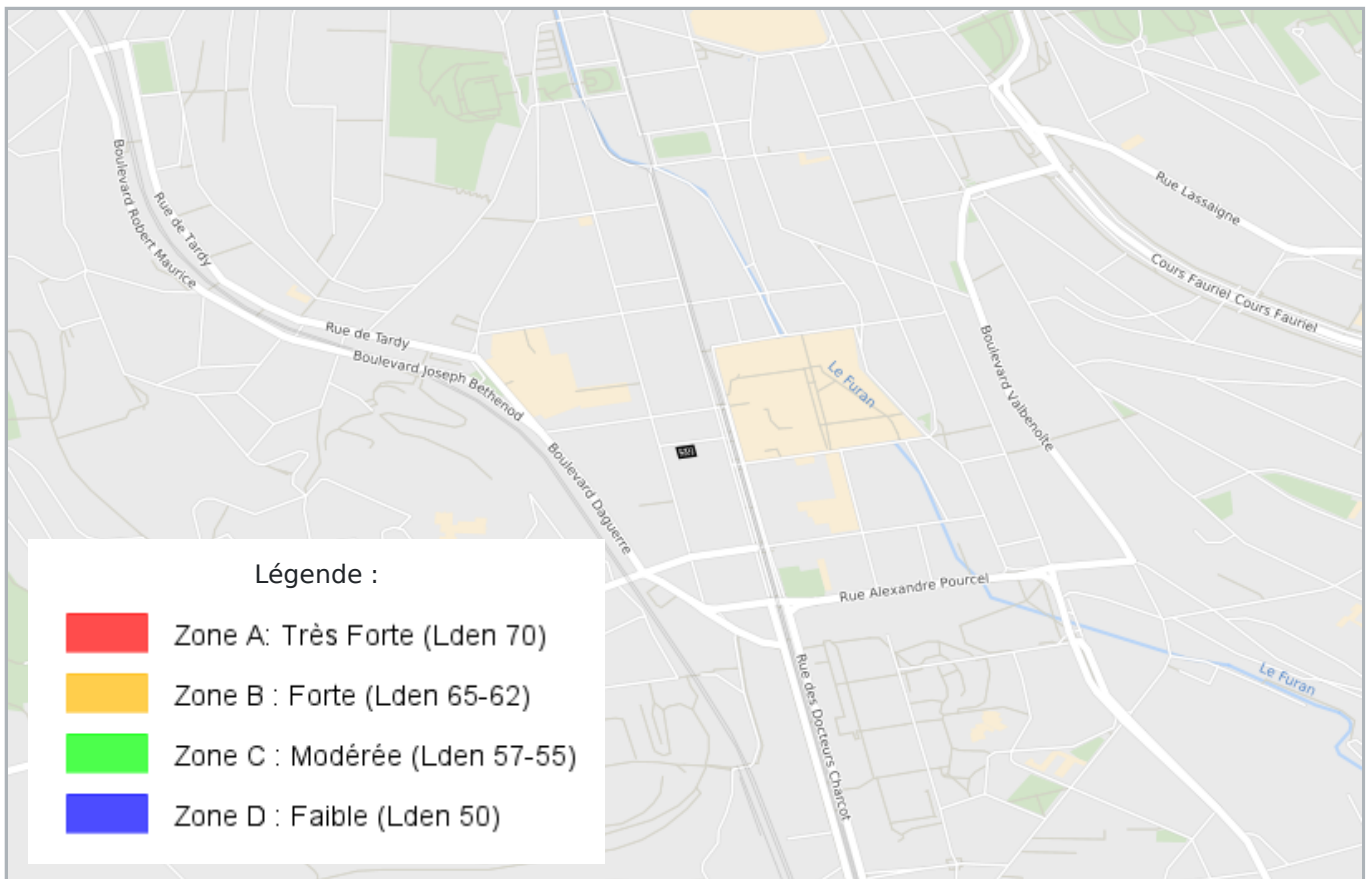 Rue Lassaigne
Boulevard Robert Maurice
Rue de Tardy
Cours Fauriel Cours Fauriel
Rue de Tardy
Boulevard Joseph Bethenod
Boulevard Valbenoîte
Le Furan
Boulevard Daguerre
Rue Alexandre Pourcel
Le Furan
Rue des Docteurs Charcot
Légende :
Zone A: Très Forte (Lden 70)
Zone B : Forte (Lden 65-62)
Zone C : Modérée (Lden 57-55)
Zone D : Faible (Lden 50)